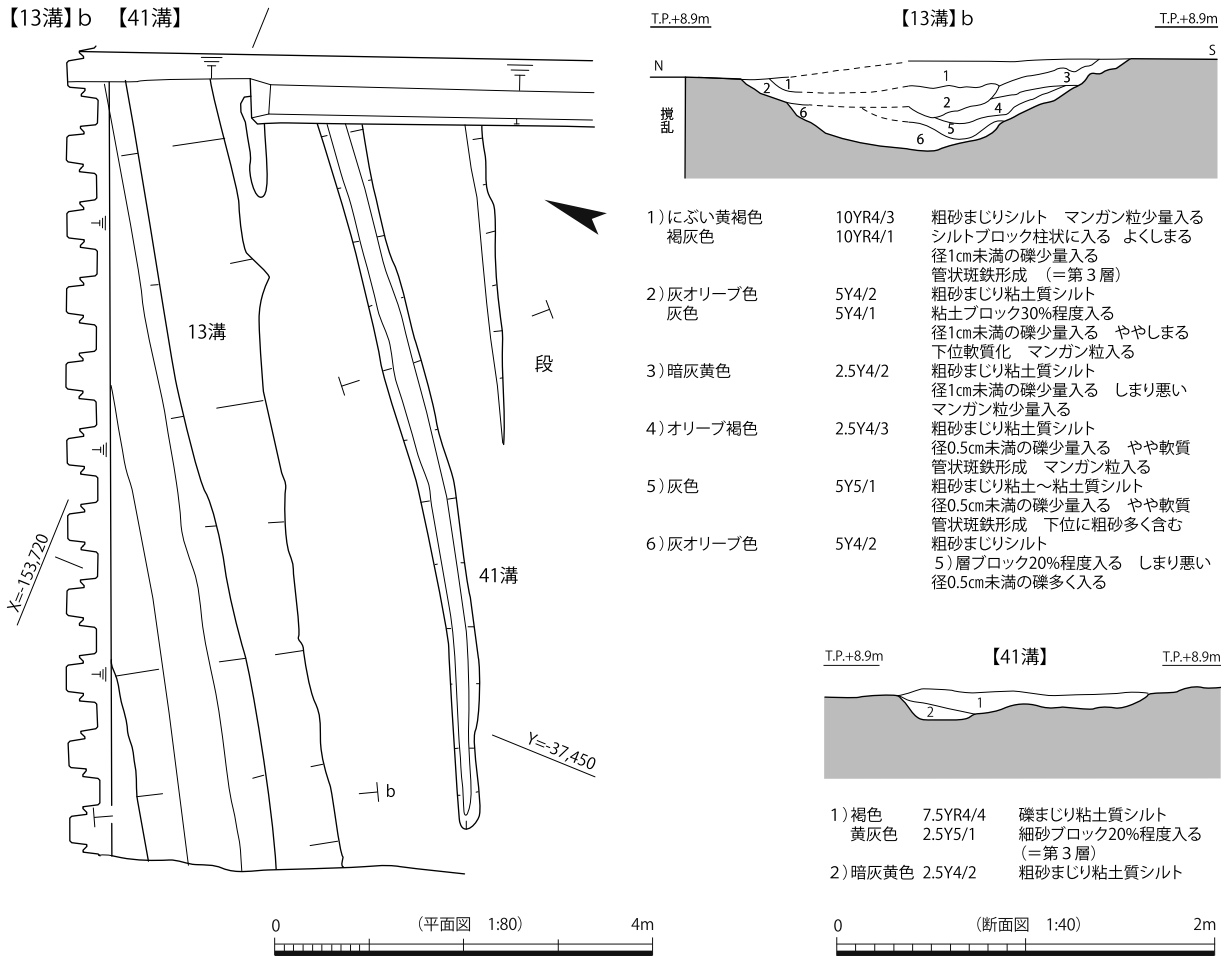 【13溝】b 【41溝】
13溝
段
41溝
X=-153,720
Y=-37,450
b
T.P.+8.9m 【13溝】b T.P.+8.9m
N S
攪乱
1
2 1 3
2
4
6
5
6
1）にぶい黄褐色 10YR4/3 粗砂まじりシルト マンガン粒少量入る
褐灰色 10YR4/1 シルトブロック柱状に入る よくしまる
径1㎝未満の礫少量入る
管状斑鉄形成 （＝第３層）
2）灰オリーブ色 5Y4/2 粗砂まじり粘土質シルト
灰色 5Y4/1 粘土ブロック30%程度入る
径1㎝未満の礫少量入る ややしまる
下位軟質化 マンガン粒入る
3）暗灰黄色 2.5Y4/2 粗砂まじり粘土質シルト
径1㎝未満の礫少量入る しまり悪い
マンガン粒少量入る
4）オリーブ褐色 2.5Y4/3 粗砂まじり粘土質シルト
径0.5㎝未満の礫少量入る やや軟質
管状斑鉄形成 マンガン粒入る
5）灰色 5Y5/1 粗砂まじり粘土～粘土質シルト
径0.5㎝未満の礫少量入る やや軟質
管状斑鉄形成 下位に粗砂多く含む
6）灰オリーブ色 5Y4/2 粗砂まじりシルト
5）層ブロック20%程度入る しまり悪い
径0.5㎝未満の礫多く入る
T.P.+8.9m 【41溝】 T.P.+8.9m
1
2
1）褐色 7.5YR4/4 礫まじり粘土質シルト
黄灰色 2.5Y5/1 細砂ブロック20%程度入る
（＝第３層）
2）暗灰黄色 2.5Y4/2 粗砂まじり粘土質シルト
0 （平面図 1:80） 4m
0 （断面図 1:40） 2m